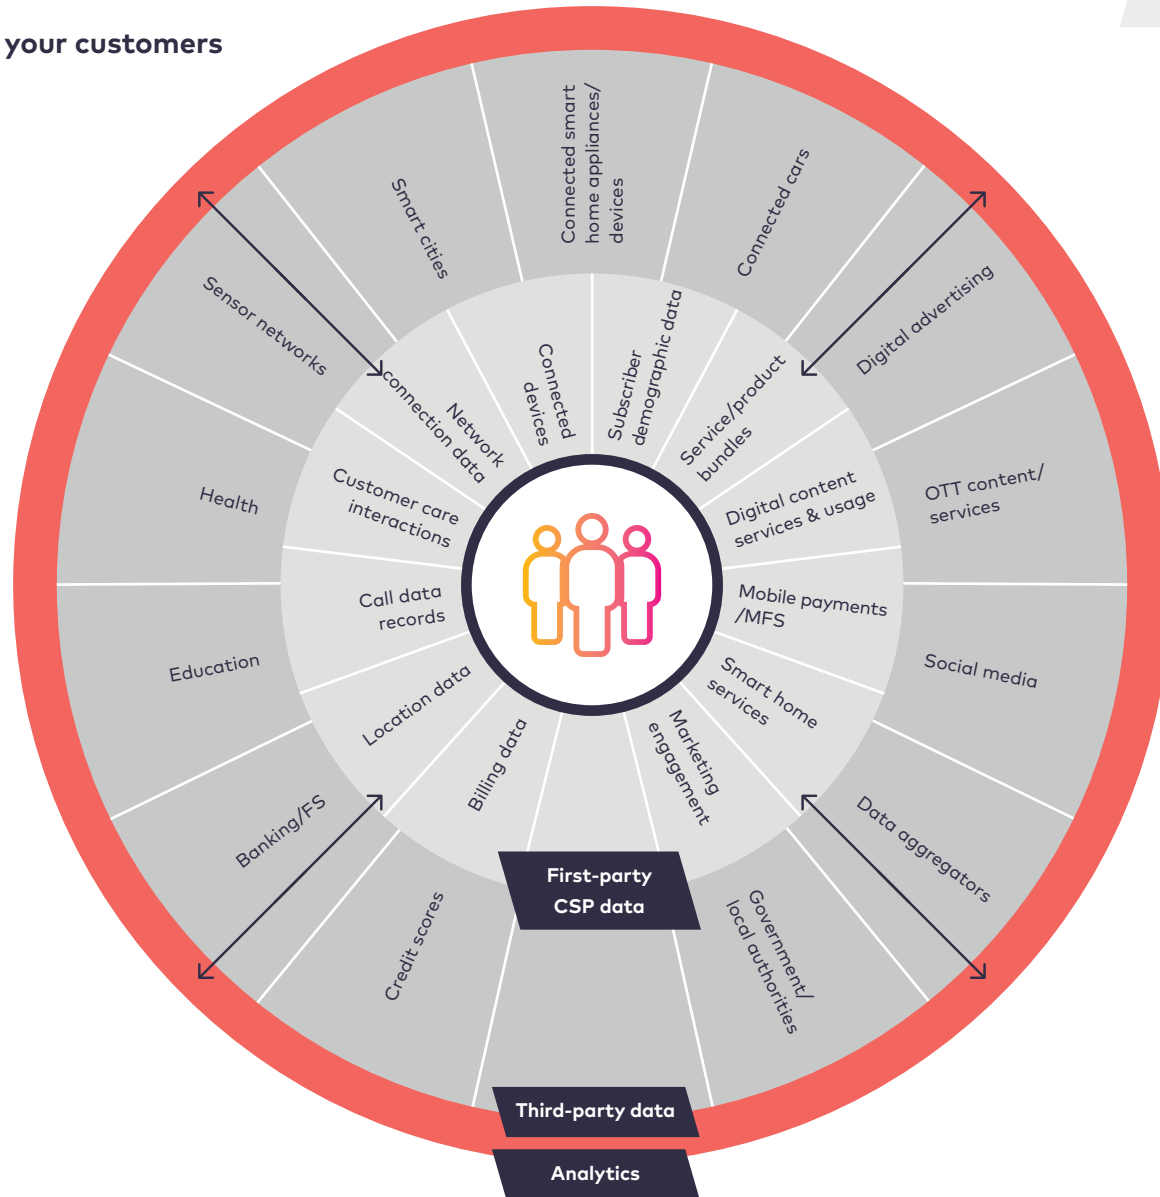 your customers
Connected smart
home appliances/
devices
Connected cars
Digital advertising
OTT content/
services
Social media
Data aggregators
Government/
local authorities
Credit scores
Banking/FS
Education
Health
Sensor networks
Smart cities
Subscriber
demographic data
Service/product
bundles
Digital content
services & usage
Mobile payments
/MFS
Smart home
services
Marketing
engagement
Billing data
Location data
Call data
records
Customer care
interactions
Network
connection data
Connected
devices
First-party
CSP data
Third-party data
Analytics